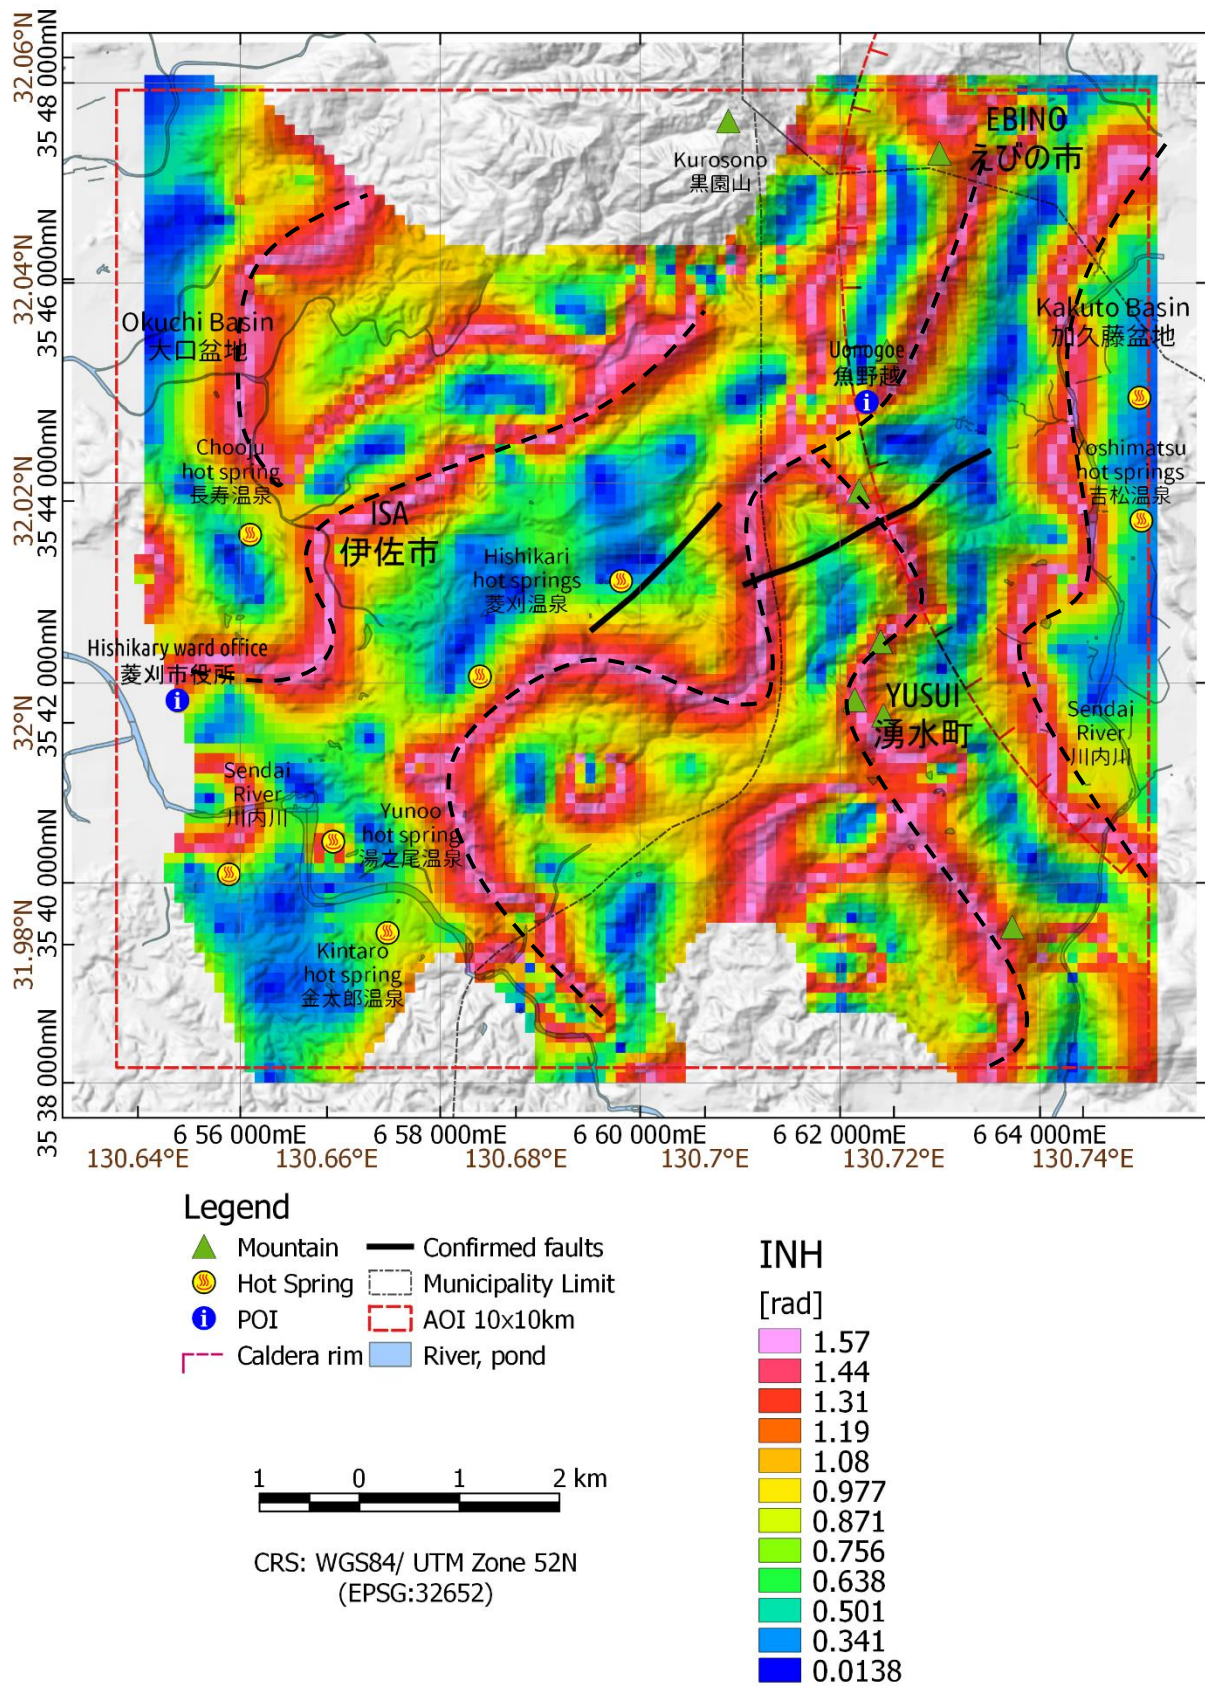 32.06°N
35 48 000mN
EBINO
えびの市
Kurosono
黒園山
32.04°N
35 46 000mN
Okuchi Basin
大口盆地
Kakuto Basin
加久藤盆地
Uonogoe
魚野越
Chooju
hot spring
長寿温泉
Yoshimatsu
hot springs
吉松温泉
32.02°N
35 44 000mN
ISA
伊佐市
Hishikari
hot springs
菱刈温泉
Hishikary ward office
菱刈市役所
32°N
35 42 000mN
YUSUI
湧水町
Sendai
River
川内川
Sendai
River
川内川
Yunoo
hot spring
湯之尾温泉
31.98°N
35 40 000mN
Kintaro
hot spring
金太郎温泉
35 38 000mN
6 56 000mE
6 58 000mE
6 60 000mE
6 62 000mE
6 64 000mE
130.64°E
130.66°E
130.68°E
130.7°E
130.72°E
130.74°E
Legend
Mountain
Confirmed faults
Hot Spring
Municipality Limit
POI
AOI 10x10km
Caldera rim
River, pond
INH
[rad]
1.57
1.44
1.31
1.19
1.08
0.977
0.871
0.756
0.638
0.501
0.341
0.0138
1 0 1 2 km
CRS: WGS84/ UTM Zone 52N
(EPSG:32652)